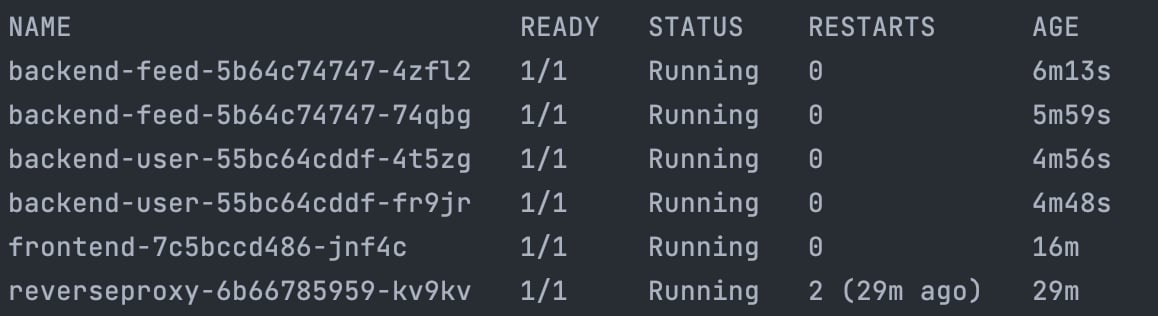 NAME READY STATUS RESTARTS AGE
backend-feed-5b64c74747-4zfl2 1/1 Running 0 6m13s
backend-feed-5b64c74747-74qbg 1/1 Running 0 5m59s
backend-user-55bc64cddf-4t5zg 1/1 Running 0 4m56s
backend-user-55bc64cddf-fr9jr 1/1 Running 0 4m48s
frontend-7c5bccd486-jnf4c 1/1 Running 0 16m
reverseproxy-6b66785959-kv9kv 1/1 Running 2 (29m ago) 29m